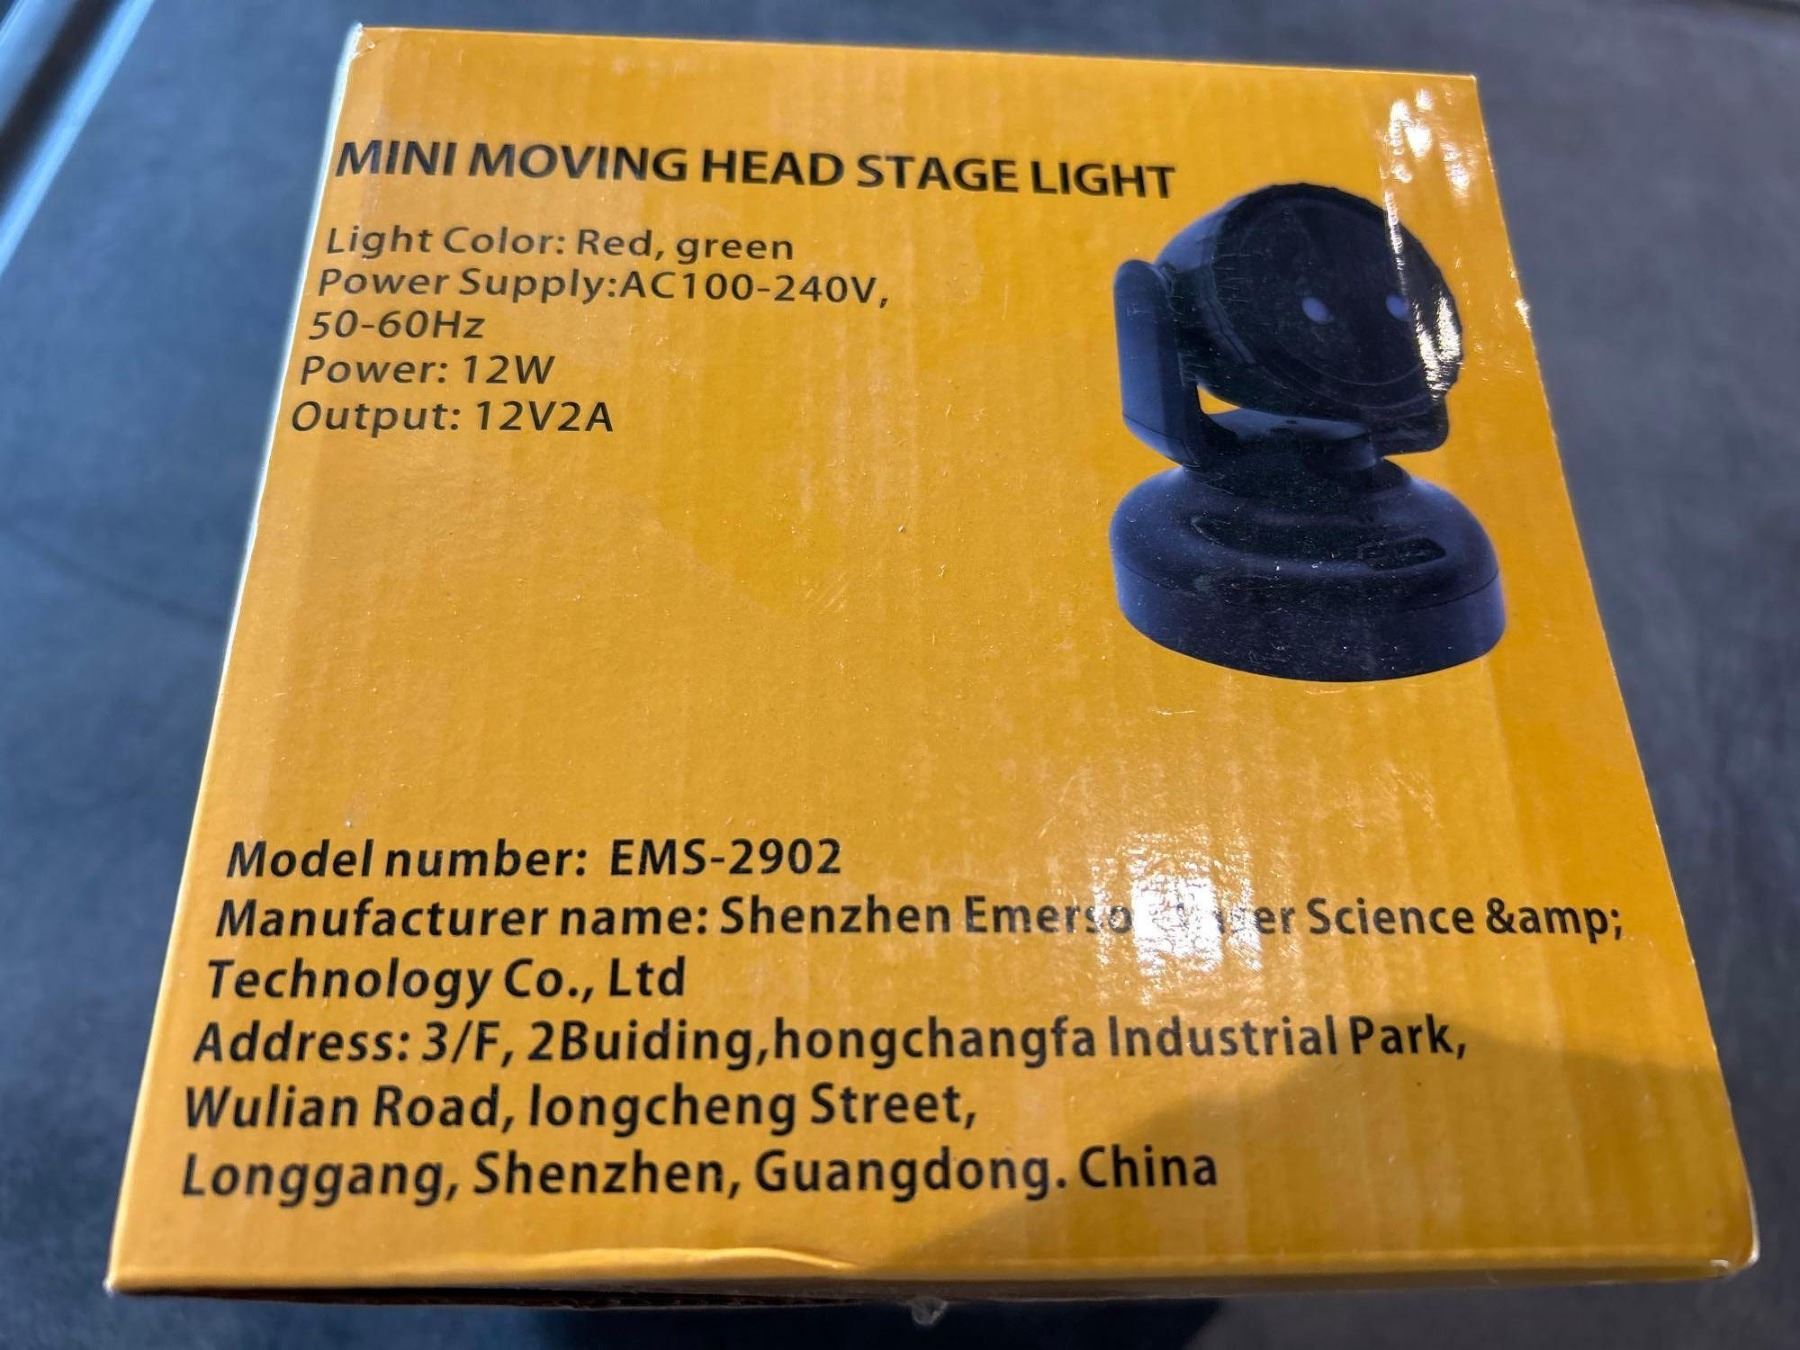 MINI MOVING HEAD STAGE LIGHT
Light Color: Red, green
Power Supply:AC100-240V,
50-60Hz
Power: 12W
Output: 12V2A
Model number: EMS-2902
Manufacturer name: Shenzhen Science &amp;
Technology Co., Ltd
Address: 3/F, 2Buiding,hongchangfa Industrial Park,
Wulian Road, longcheng Street,
Longgang, Shenzhen, Guangdong. China